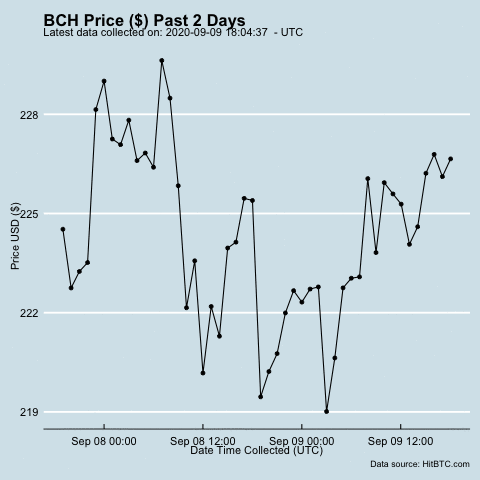 BCH Price ($) Past 2 Days
Latest data collected on: 2020-09-09 18:04:37  - UTC
228
225
222
219
Price USD ($)
Sep 08 00:00 Sep 08 12:00 Sep 09 00:00 Sep 09 12:00
Date Time Collected (UTC)
Data source: HitBTC.com